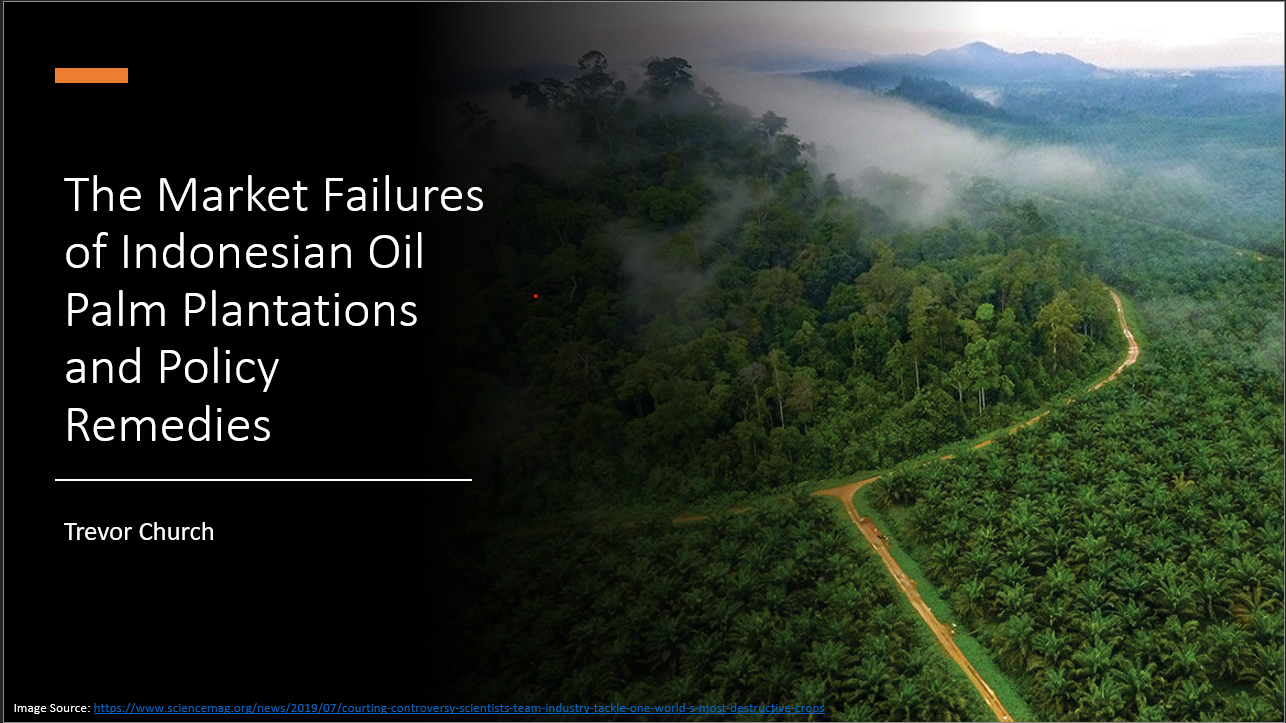 The Market Failures
of Indonesian Oil
Palm Plantations
and Policy
Remedies
Trevor Church
Image Source: https://www.sciencemag.org/news/2019/07/courting-controversy-scientists-team-industry-tackle-one-world-s-most-destructive-crops